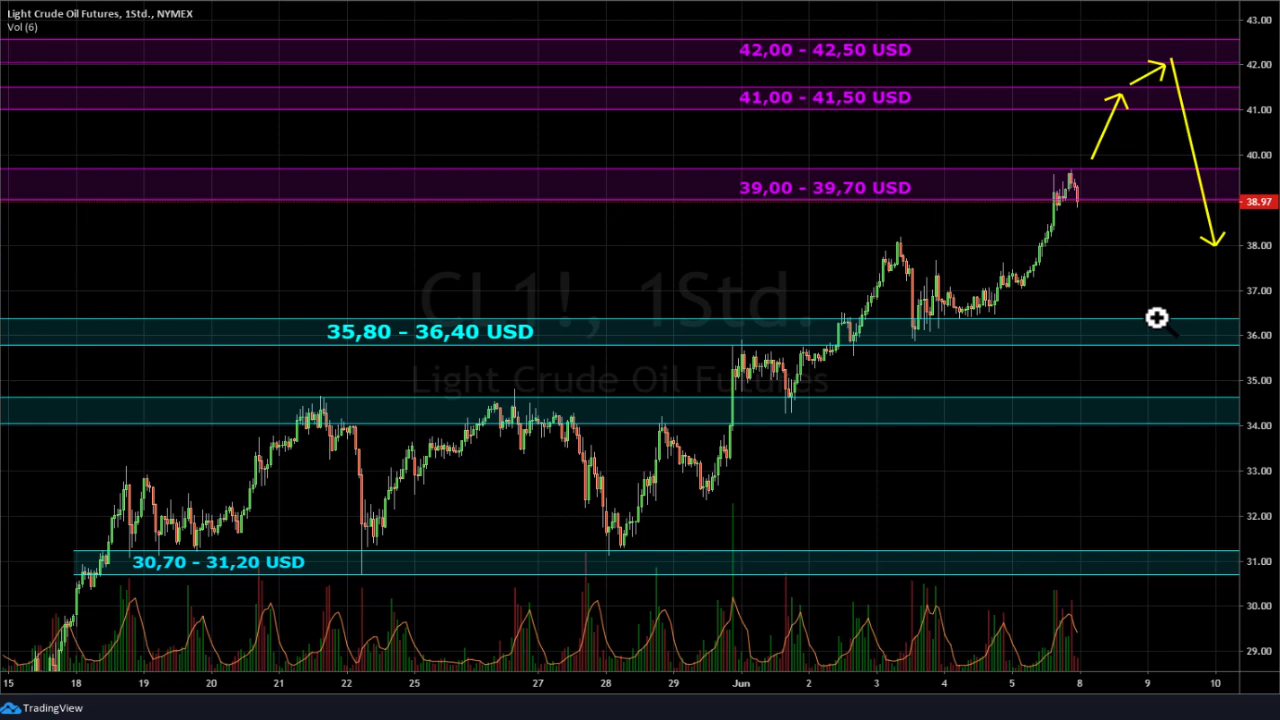 Light Crude Oil Futures, 1Std., NYMEX
Vol (6)
43.00
42,00 - 42,50 USD
42.00
41,00 - 41,50 USD
41.00
40.00
39,00 - 39,70 USD
38.97
38.00
CL1!, 1Std.
37.00
35,80 - 36,40 USD
36.00
Light Crude Oil Futures
35.00
34.00
33.00
32.00
30,70 - 31,20 USD
31.00
30.00
29.00
15 18 19 20 21 22 25 27 28 29 Jun 2 3 4 5 8 9 10
TradingView